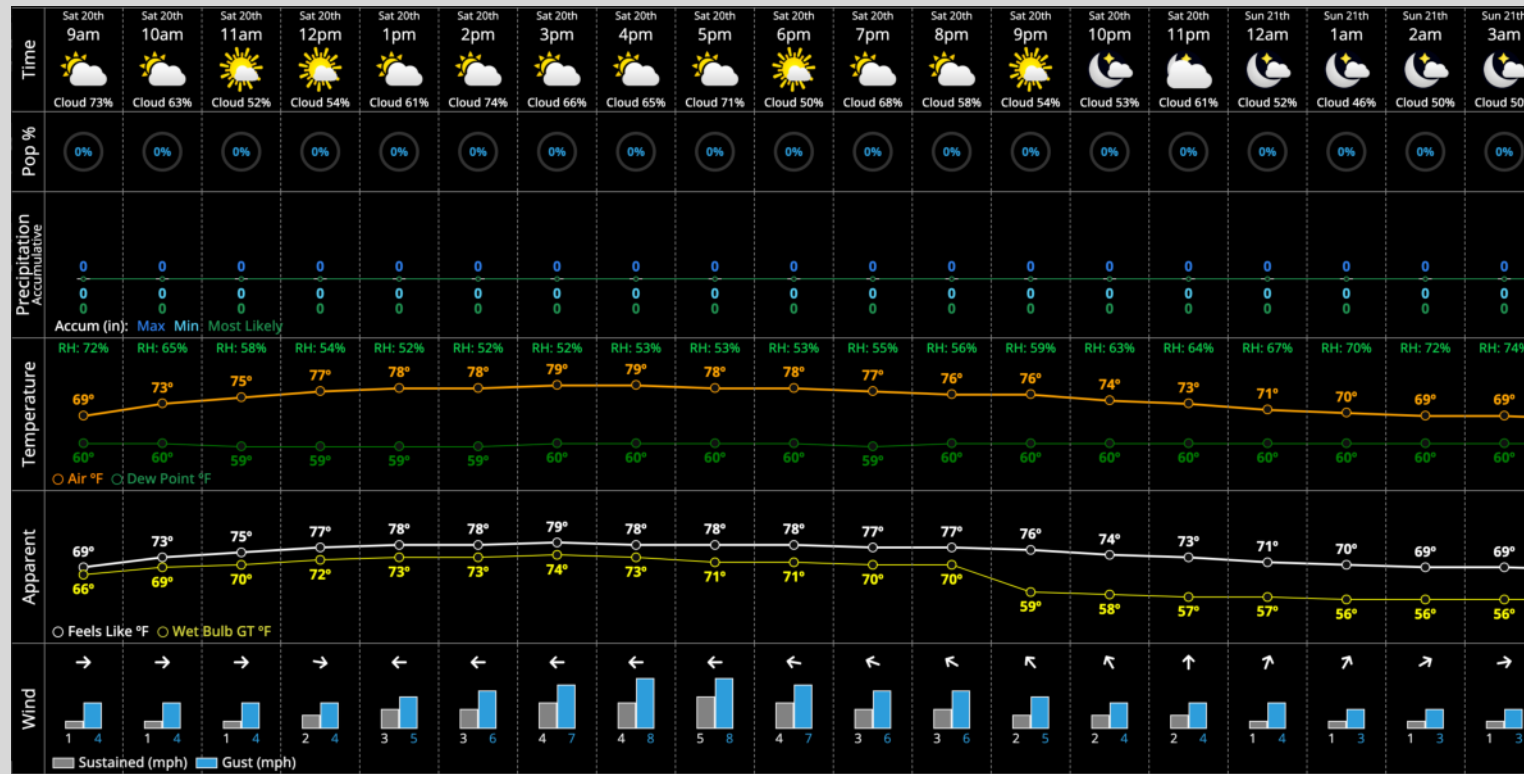 Time
Sat 20th Sat 20th Sat 20th Sat 20th Sat 20th Sat 20th Sat 20th Sat 20th Sat 20th Sat 20th Sat 20th Sat 20th Sat 20th Sat 20th Sat 20th Sun 21th Sun 21th Sun 21th Sun 21th
9am 10am 11am 12pm 1pm 2pm 3pm 4pm 5pm 6pm 7pm 8pm 9pm 10pm 11pm 12am 1am 2am 3am
Cloud 73% Cloud 63% Cloud 52% Cloud 54% Cloud 61% Cloud 74% Cloud 66% Cloud 65% Cloud 71% Cloud 50% Cloud 68% Cloud 58% Cloud 54% Cloud 53% Cloud 61% Cloud 52% Cloud 46% Cloud 50% Cloud 50
Pop %
0% 0% 0% 0% 0% 0% 0% 0% 0% 0% 0% 0% 0% 0% 0% 0% 0% 0% 0%
Precipitation
Accumulative
0 0 0 0 0 0 0 0 0 0 0 0 0 0 0 0 0 0 0
0 0 0 0 0 0 0 0 0 0 0 0 0 0 0 0 0 0 0
0 0 0 0 0 0 0 0 0 0 0 0 0 0 0 0 0 0 0
Accum (in): Max Min Most Likely
Temperature
RH: 72% RH: 65% RH: 58% RH: 54% RH: 52% RH: 52% RH: 52% RH: 53% RH: 53% RH: 53% RH: 55% RH: 56% RH: 59% RH: 63% RH: 64% RH: 67% RH: 70% RH: 72% RH: 74%
69° 73° 75° 77° 78° 78° 79° 79° 78° 78° 77° 76° 76° 74° 73° 71° 70° 69° 69°
60° 60° 59° 59° 59° 59° 60° 60° 60° 60° 59° 60° 60° 60° 60° 60° 60° 60° 60°
Air ºF Dew Point ºF
Apparent
69° 73° 75° 77° 78° 78° 79° 78° 78° 78° 77° 77° 76° 74° 73° 71° 70° 69° 69°
66° 69° 70° 72° 73° 73° 74° 73° 71° 71° 70° 70° 59° 58° 57° 57° 56° 56° 56°
Feels Like ºF Wet Bulb GT ºF
Wind
1 4 1 4 1 4 2 4 3 5 3 6 4 7 4 8 5 8 4 7 3 6 3 6 2 5 2 4 2 4 1 4 1 3 1 3 1 3
Sustained (mph) Gust (mph)